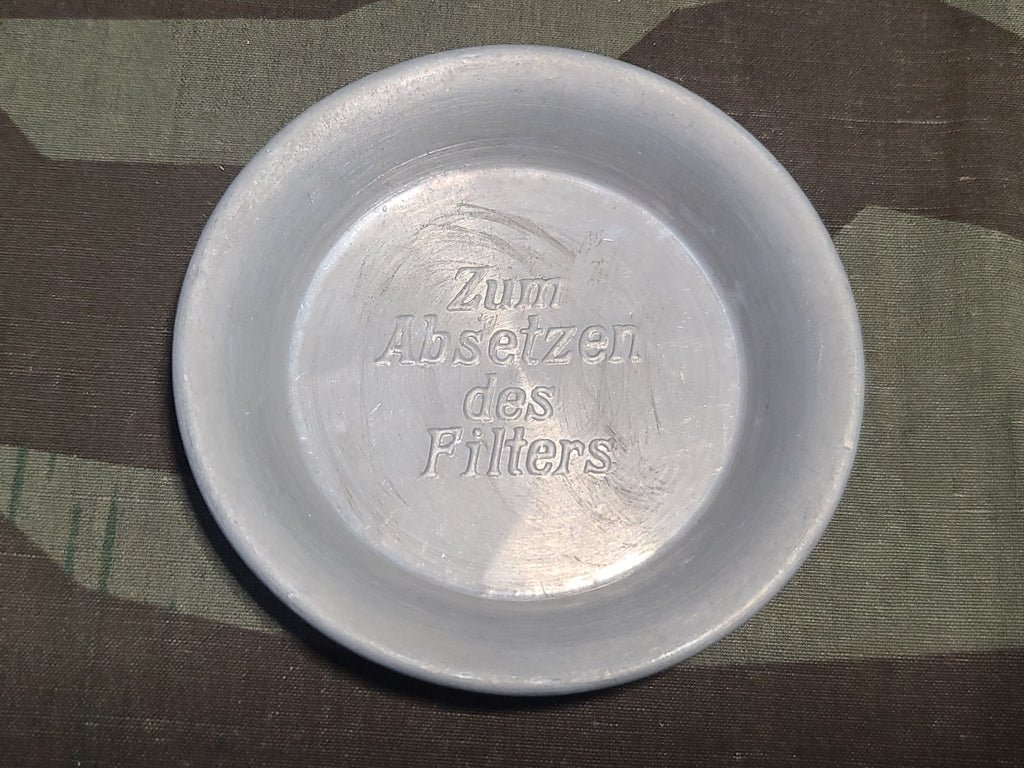 Zum
Absetzen
des
Filters